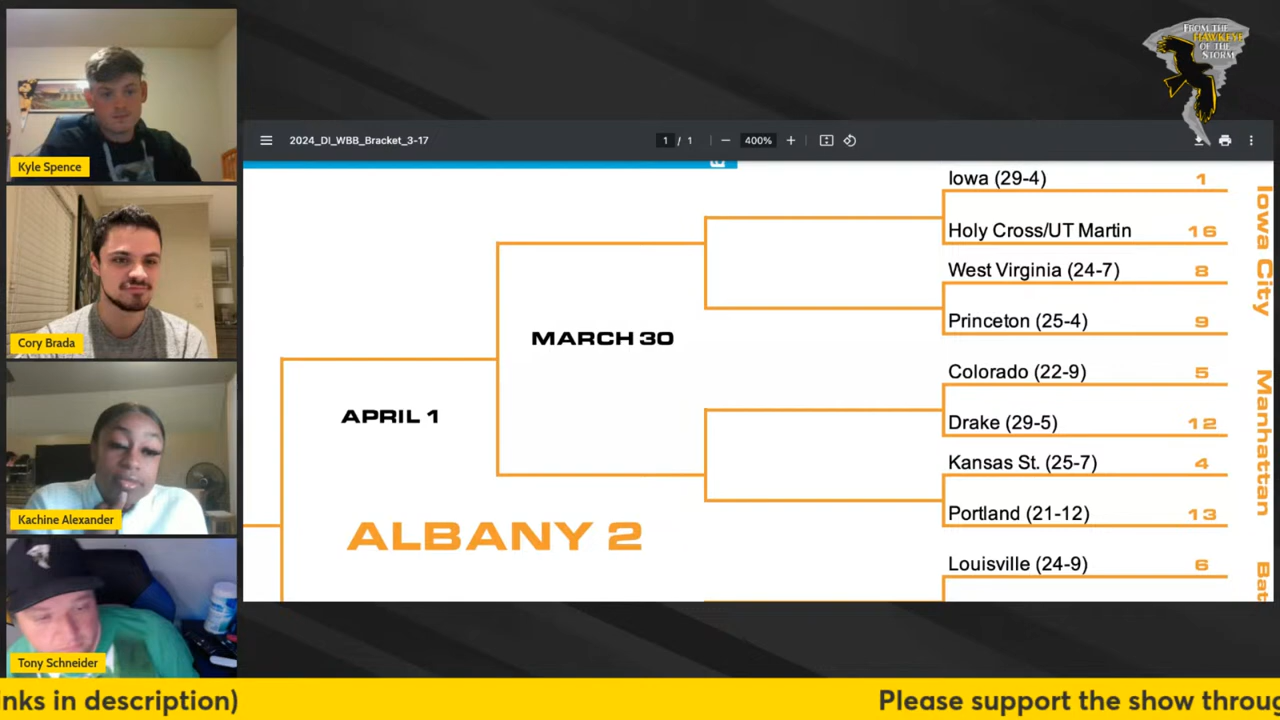 FROM THE
HAWKEYE
OF THE
STORM
2024_DI_WBB_Bracket_3-17
1 / 1
400%
Kyle Spence
Cory Brada
Kachine Alexander
Tony Schneider
Iowa (29-4) 1
Holy Cross/UT Martin 16
West Virginia (24-7) 8
Princeton (25-4) 9
Colorado (22-9) 5
Drake (29-5) 12
Kansas St. (25-7) 4
Portland (21-12) 13
Louisville (24-9) 6
Iowa City
Manhattan
Bat
MARCH 30
APRIL 1
ALBANY 2
inks in description)
Please support the show throug